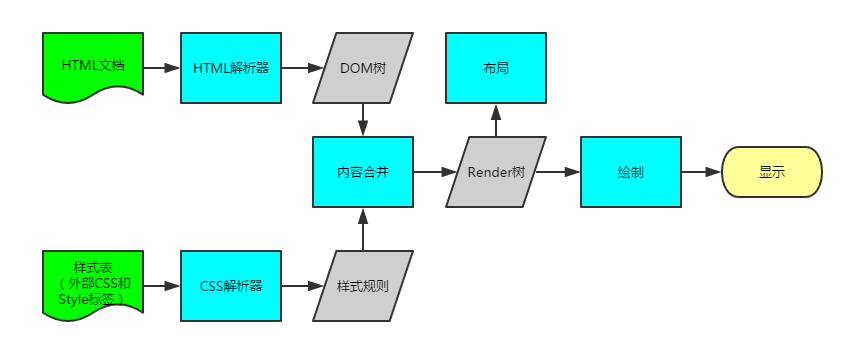 HTML文档
HTML解析器
DOM树
布局
内容合并
Render树
绘制
显示
样式表
（外部CSS和
Style标签）
CSS解析器
样式规则